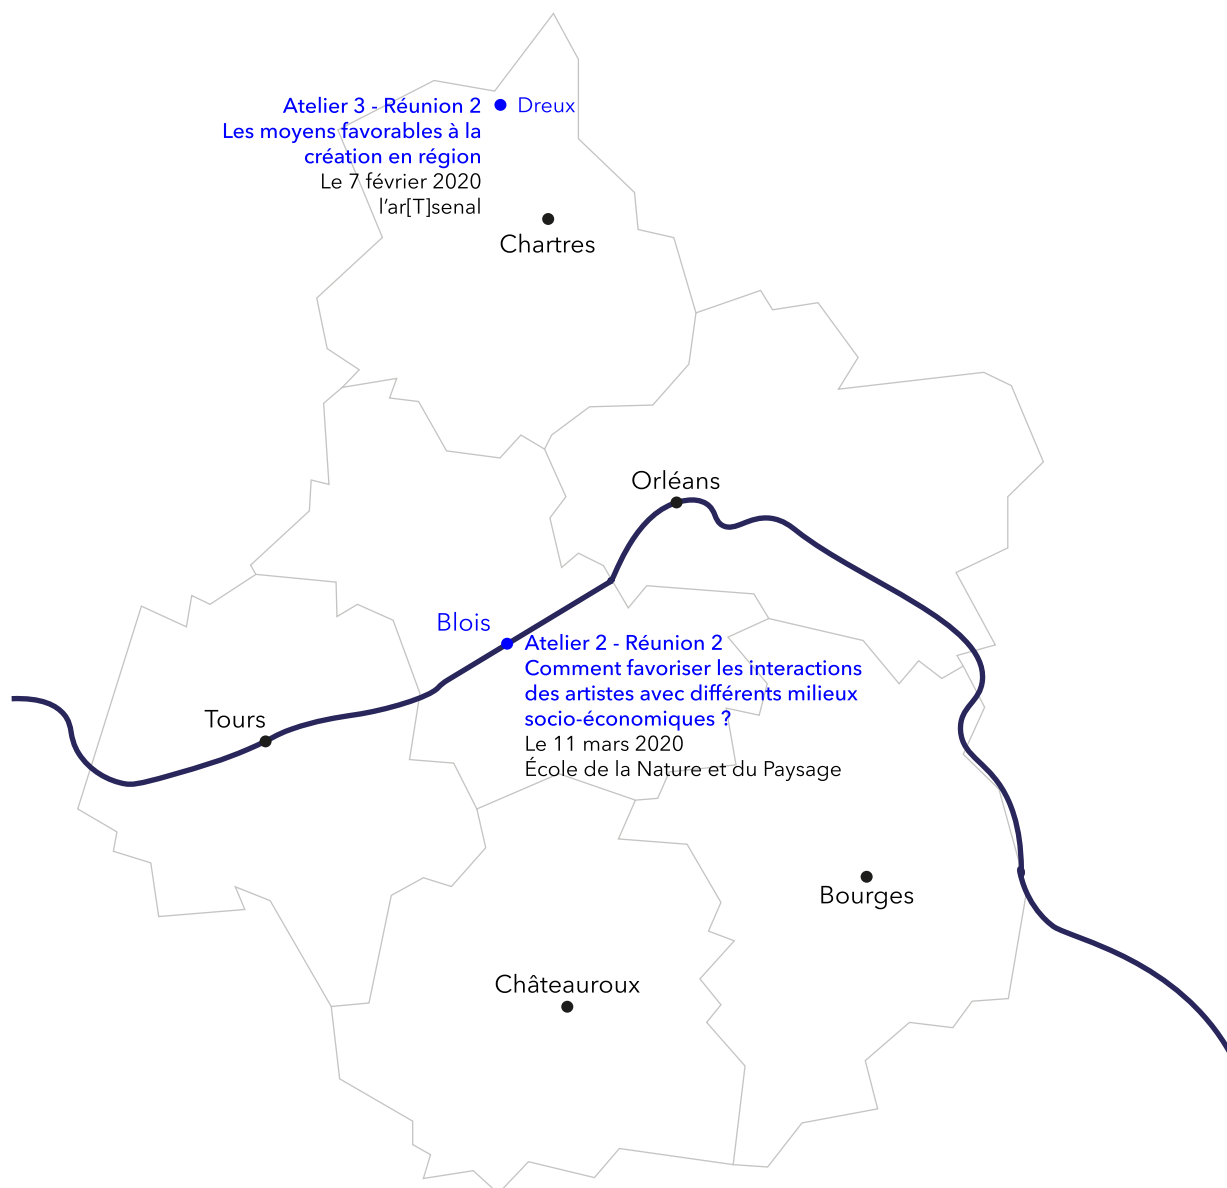 Atelier 3 - Réunion 2
Dreux
Les moyens favorables à la
création en région
Le 7 février 2020
l’ar[T]senal
Chartres
Orléans
Blois
Atelier 2 - Réunion 2
Comment favoriser les interactions
des artistes avec différents milieux
socio-économiques ?
Le 11 mars 2020
École de la Nature et du Paysage
Tours
Bourges
Châteauroux